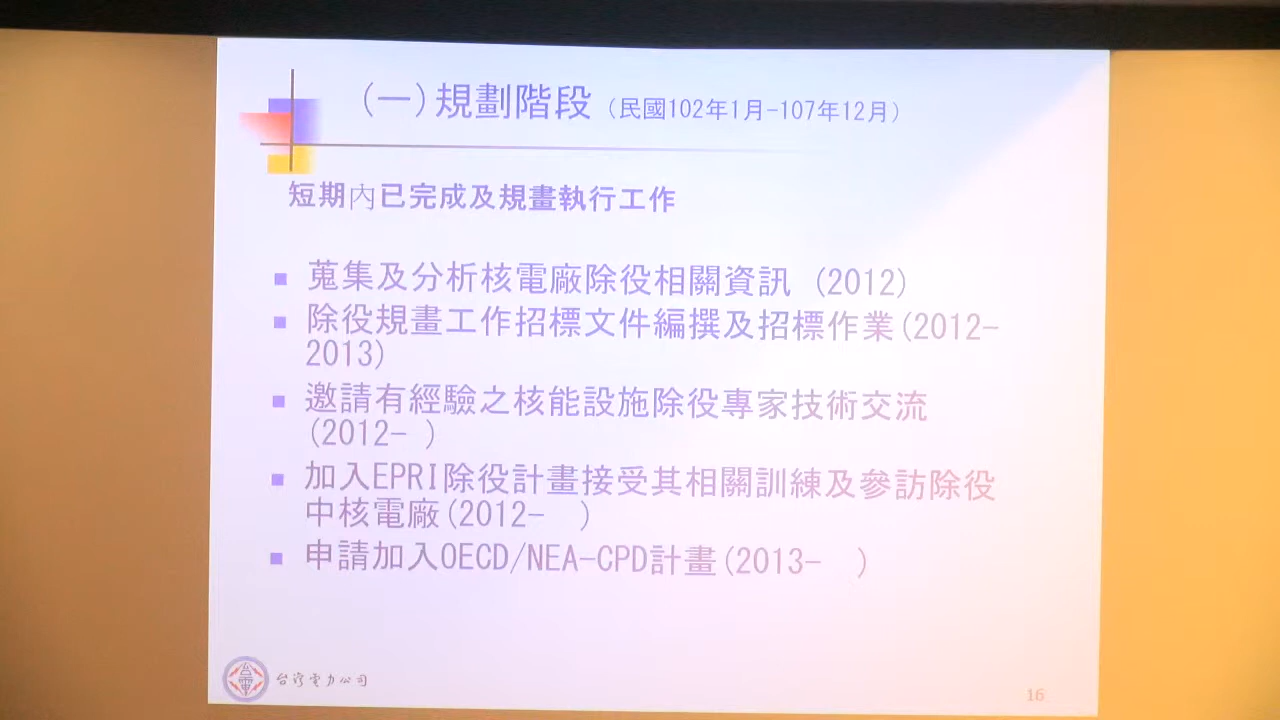 (一)規劃階段(民國102年1月-107年12月)
短期內已完成及規畫執行工作
■ 蒐集及分析核電廠除役相關資訊 (2012)
■ 除役規畫工作招標文件編撰及招標作業(2012-
2013)
■ 邀請有經驗之核能設施除役專家技術交流
(2012- )
■ 加入EPRI除役計畫接受其相關訓練及參訪除役
中核電廠(2012- )
■ 申請加入OECD/NEA-CPD計畫(2013- )
台電
台灣電力公司
16